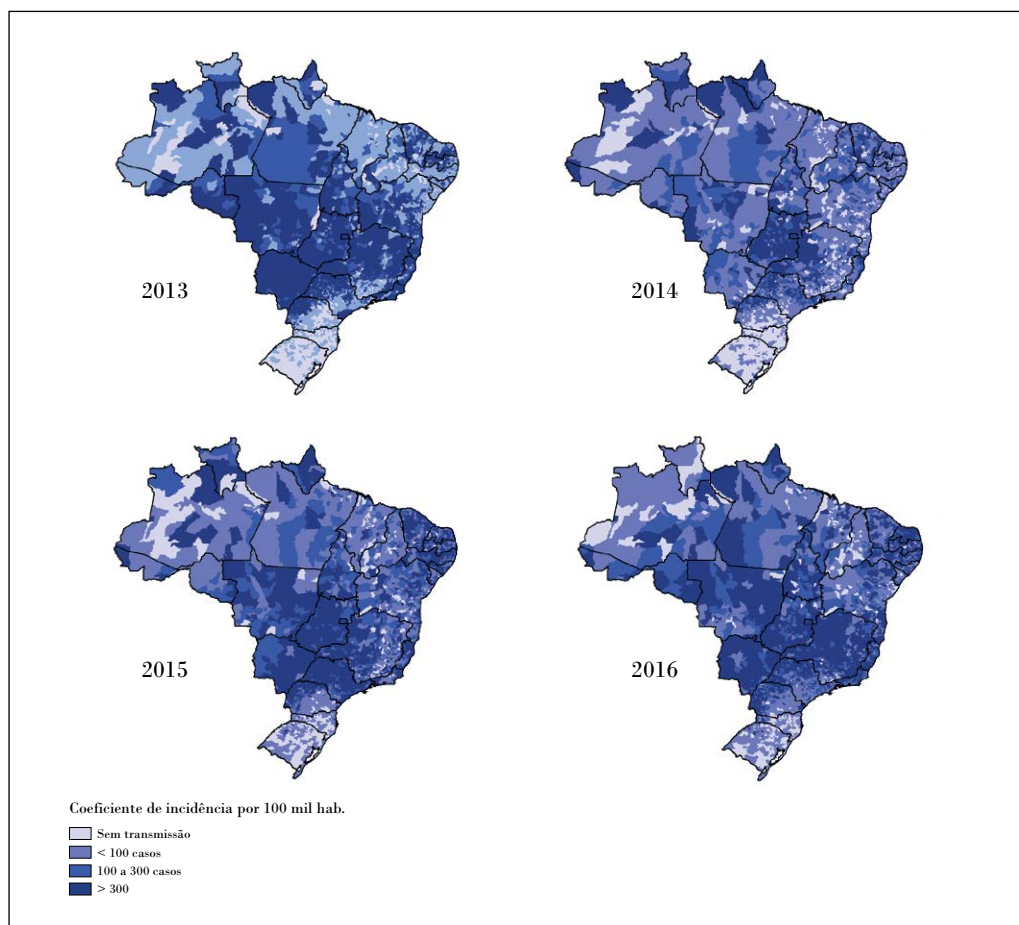 2013
2014
2015
2016
Coeficiente de incidência por 100 mil hab.
Sem transmissão
< 100 casos
100 a 300 casos
> 300